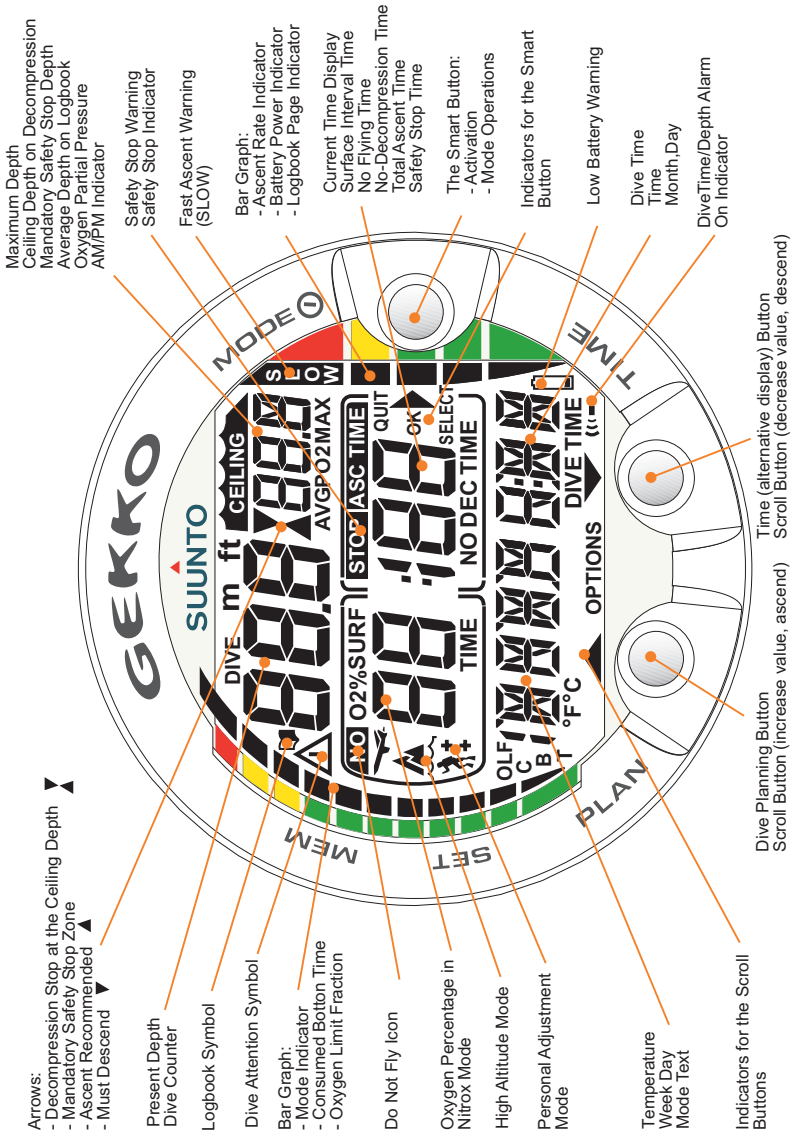 Arrows:
- Decompression Stop at the Ceiling Depth
- Mandatory Safety Stop Zone
- Ascent Recommended
- Must Descend
Present Depth
Dive Counter
Logbook Symbol
Dive Attention Symbol
Bar Graph:
- Mode Indicator
- Consumed Botton Time
- Oxygen Limit Fraction
Do Not Fly Icon
Oxygen Percentage in
Nitrox Mode
High Altitude Mode
Personal Adjustment
Mode
Temperature
Week Day
Mode Text
Indicators for the Scroll
Buttons
GEKKO
SUUNTO
MODE
TIME
PLAN
SET
MEM
DIVE m ft
CEILING
AVGPO2MAX
SLOW
NO O2%SURF
TIME
STOP ASC TIME
NO DEC TIME
QUIT
OK
SELECT
OLF
C
B
T
°F°C
OPTIONS
DIVE TIME
Maximum Depth
Ceiling Depth on Decompression
Mandatory Safety Stop Depth
Average Depth on Logbook
Oxygen Partial Pressure
AM/PM Indicator
Safety Stop Warning
Safety Stop Indicator
Fast Ascent Warning
(SLOW)
Bar Graph:
- Ascent Rate Indicator
- Battery Power Indicator
- Logbook Page Indicator
Current Time Display
Surface Interval Time
No Flying Time
No-Decompression Time
Total Ascent Time
Safety Stop Time
The Smart Button:
- Activation
- Mode Operations
Indicators for the Smart
Button
Low Battery Warning
Dive Time
Time
Month,Day
DiveTime/Depth Alarm
On Indicator
Dive Planning Button
Scroll Button (increase value, ascend)
Time (alternative display) Button
Scroll Button (decrease value, descend)